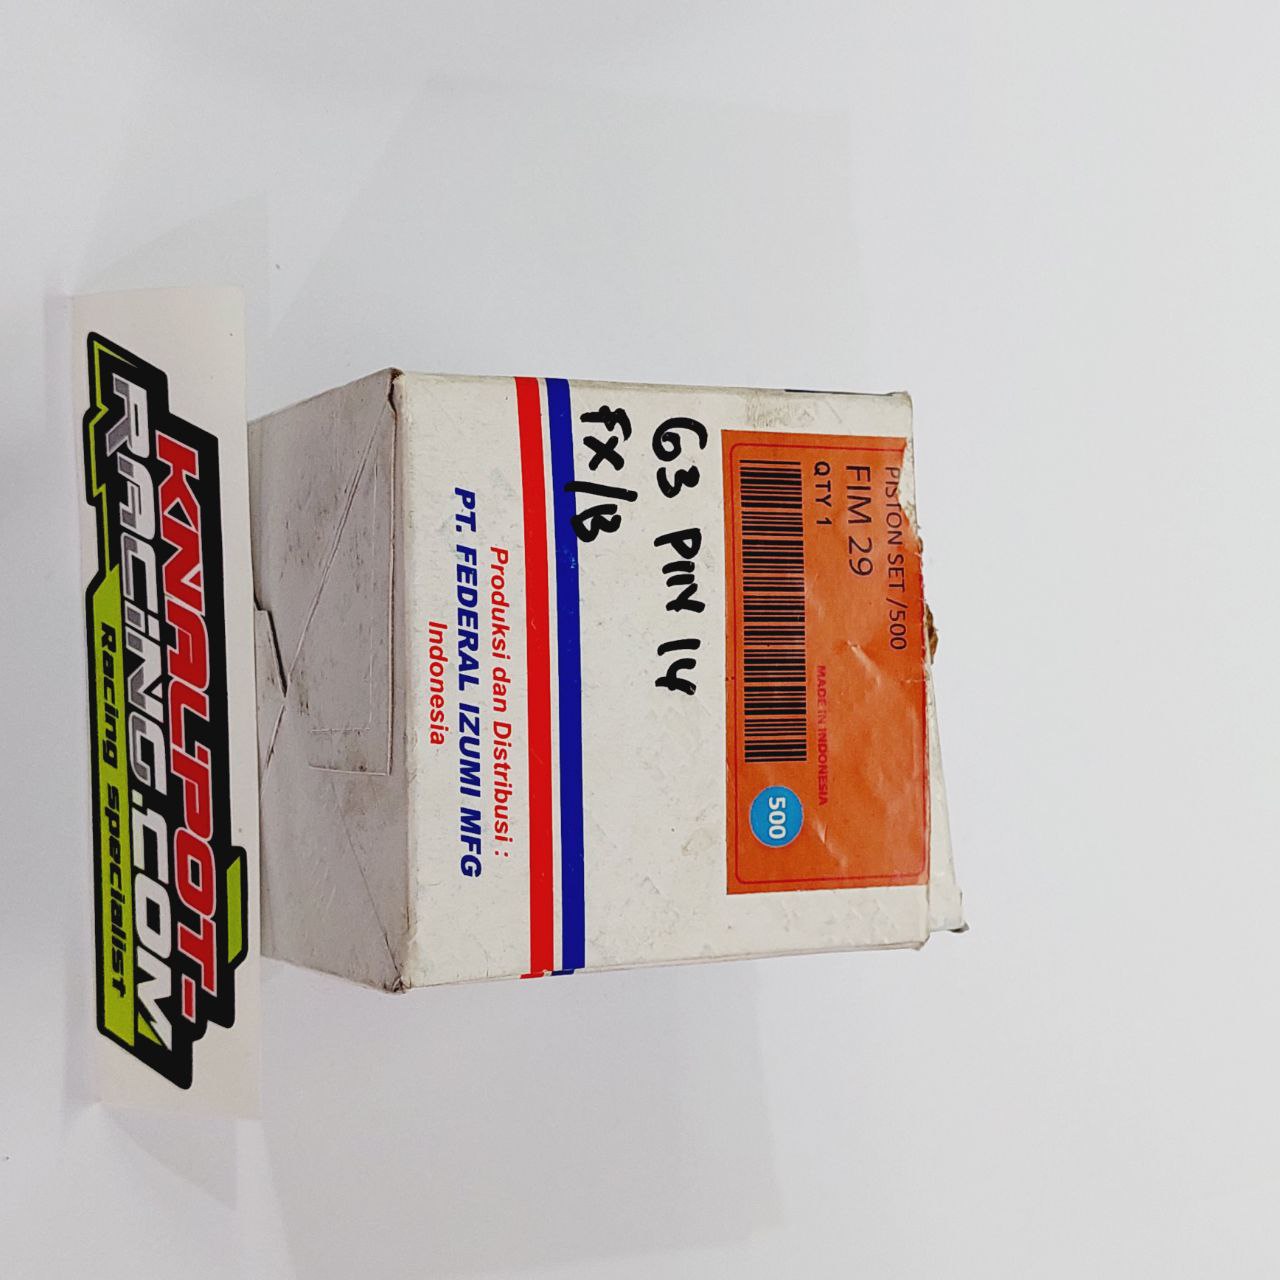 PISTON SET /500
FIM 29
QTY 1
MADE IN INDONESIA
500
63 PIN 14
FX/B
Produksi dan Distribusi :
PT. FEDERAL IZUMI MFG
Indonesia
KNALPOT-
RACING.COM
Racing Specialist